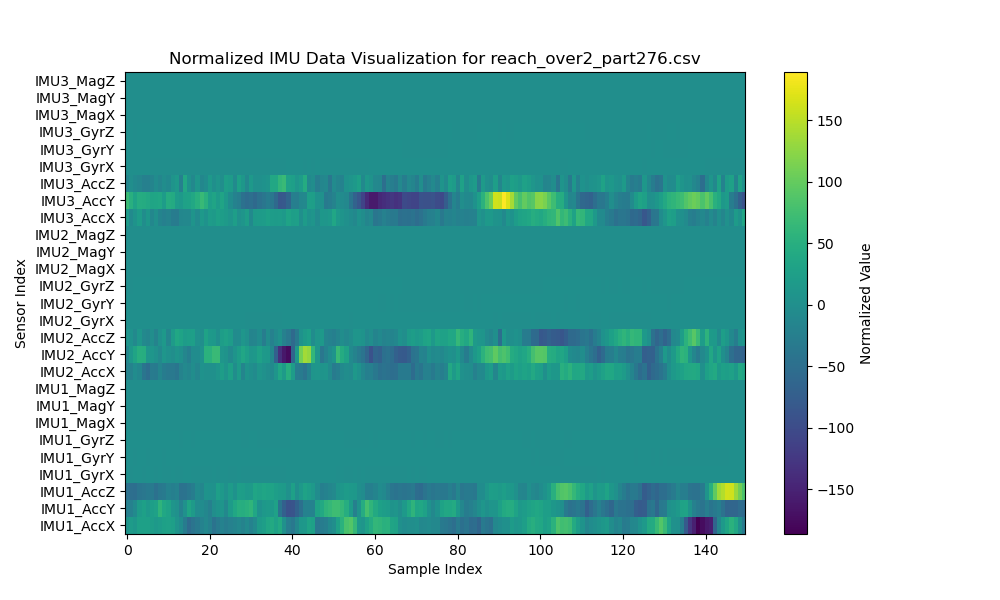 Normalized IMU Data Visualization for reach_over2_part276.csv
IMU3_MagZ
IMU3_MagY
IMU3_MagX
IMU3_GyrZ
IMU3_GyrY
IMU3_GyrX
IMU3_AccZ
IMU3_AccY
IMU3_AccX
IMU2_MagZ
IMU2_MagY
IMU2_MagX
IMU2_GyrZ
IMU2_GyrY
IMU2_GyrX
IMU2_AccZ
IMU2_AccY
IMU2_AccX
IMU1_MagZ
IMU1_MagY
IMU1_MagX
IMU1_GyrZ
IMU1_GyrY
IMU1_GyrX
IMU1_AccZ
IMU1_AccY
IMU1_AccX
Sensor Index
0 20 40 60 80 100 120 140
Sample Index
150
100
50
0
−50
−100
−150
Normalized Value